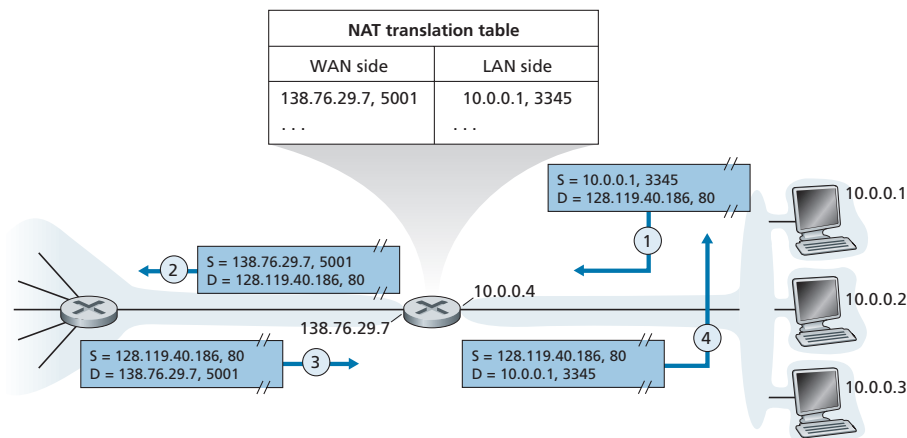 NAT translation table
WAN side LAN side
138.76.29.7, 5001 10.0.0.1, 3345
. . . . . .
S = 10.0.0.1, 3345
D = 128.119.40.186, 80
10.0.0.1
1
2
S = 138.76.29.7, 5001
D = 128.119.40.186, 80
10.0.0.4
10.0.0.2
138.76.29.7
4
S = 128.119.40.186, 80
D = 138.76.29.7, 5001
3
S = 128.119.40.186, 80
D = 10.0.0.1, 3345
10.0.0.3